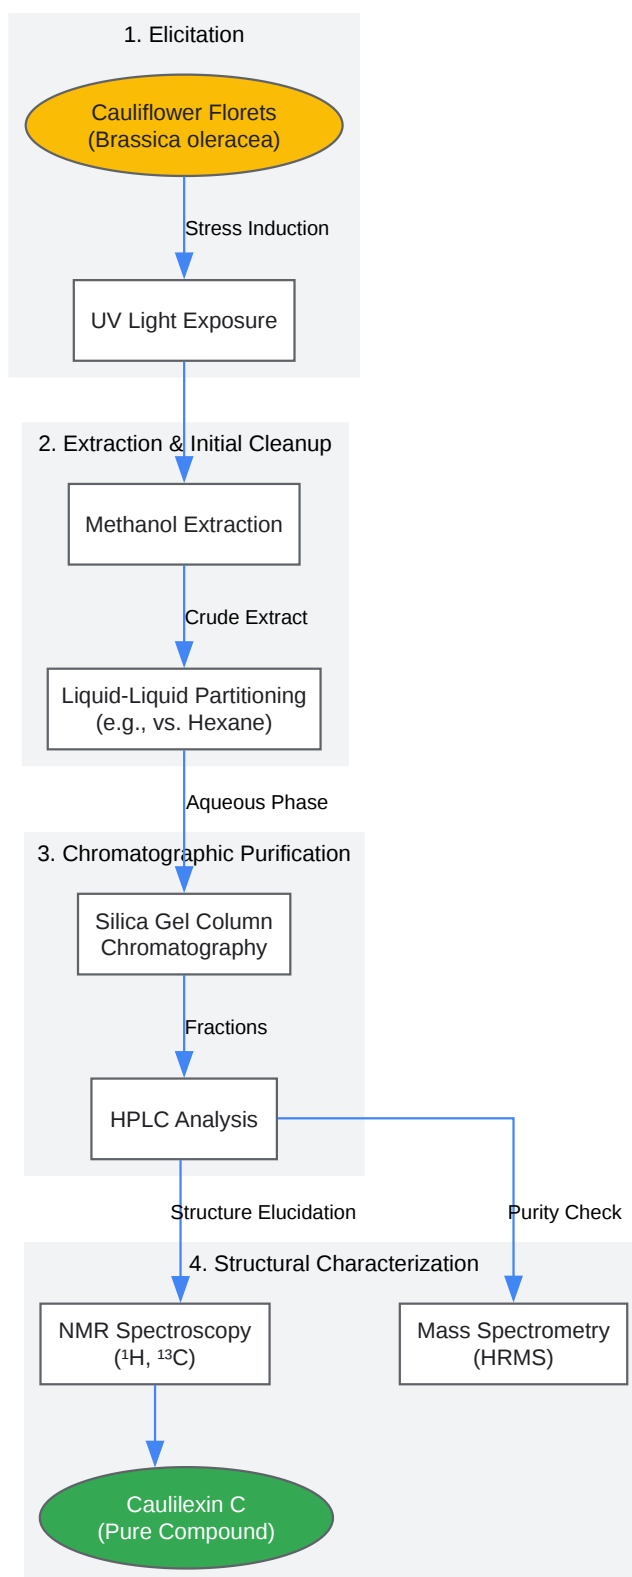 1. Elicitation
Cauliflower Florets
(Brassica oleracea)
Stress Induction
UV Light Exposure
2. Extraction & Initial Cleanup
Methanol Extraction
Crude Extract
Liquid-Liquid Partitioning
(e.g., vs. Hexane)
Aqueous Phase
3. Chromatographic Purification
Silica Gel Column
Chromatography
Fractions
HPLC Analysis
Structure Elucidation
Purity Check
4. Structural Characterization
NMR Spectroscopy
(¹H, ¹³C)
Mass Spectrometry
(HRMS)
Caulilexin C
(Pure Compound)